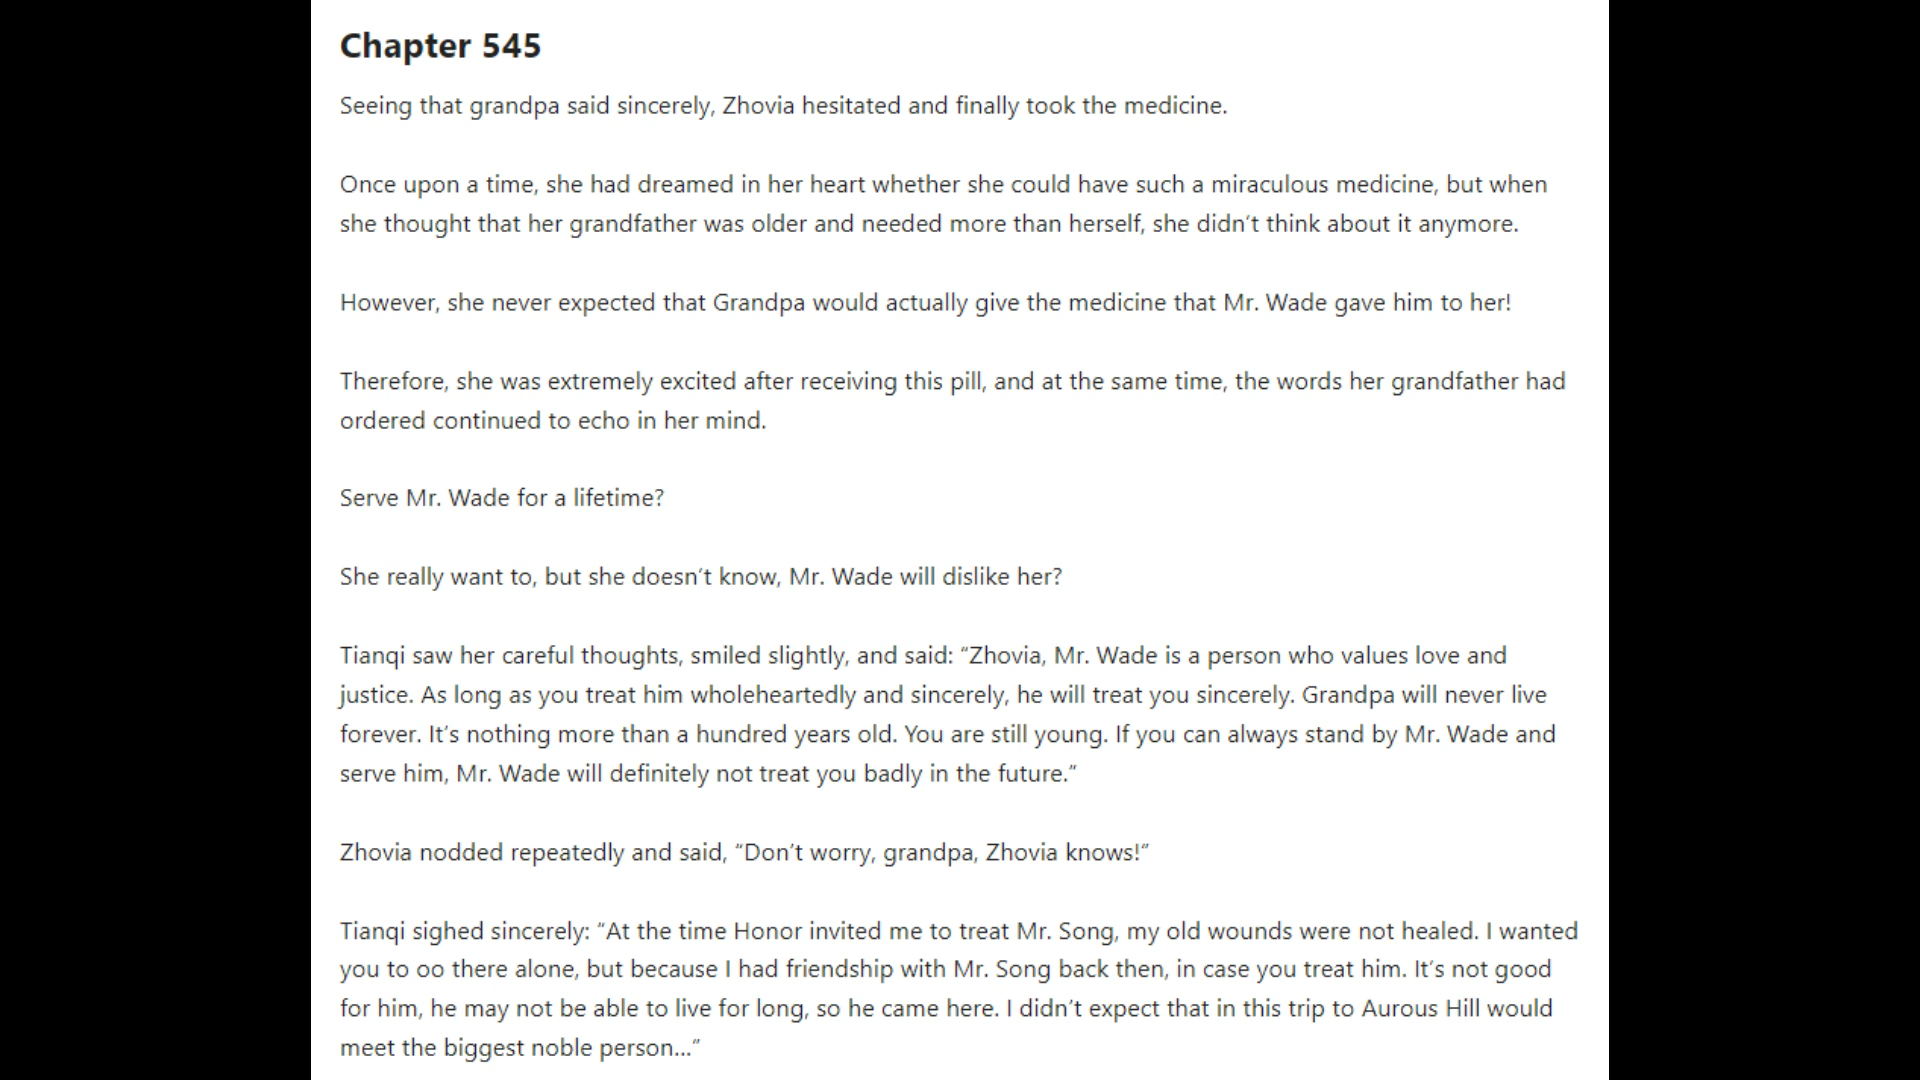 Chapter 545
Seeing that grandpa said sincerely, Zhovia hesitated and finally took the medicine.
Once upon a time, she had dreamed in her heart whether she could have such a miraculous medicine, but when
she thought that her grandfather was older and needed more than herself, she didn’t think about it anymore.
However, she never expected that Grandpa would actually give the medicine that Mr. Wade gave him to her!
Therefore, she was extremely excited after receiving this pill, and at the same time, the words her grandfather had
ordered continued to echo in her mind.
Serve Mr. Wade for a lifetime?
She really want to, but she doesn’t know, Mr. Wade will dislike her?
Tianqi saw her careful thoughts, smiled slightly, and said: “Zhovia, Mr. Wade is a person who values love and
justice. As long as you treat him wholeheartedly and sincerely, he will treat you sincerely. Grandpa will never live
forever. It’s nothing more than a hundred years old. You are still young. If you can always stand by Mr. Wade and
serve him, Mr. Wade will definitely not treat you badly in the future.”
Zhovia nodded repeatedly and said, “Don’t worry, grandpa, Zhovia knows!”
Tianqi sighed sincerely: “At the time Honor invited me to treat Mr. Song, my old wounds were not healed. I wanted
you to oo there alone, but because I had friendship with Mr. Song back then, in case you treat him. It’s not good
for him, he may not be able to live for long, so he came here. I didn’t expect that in this trip to Aurous Hill would
meet the biggest noble person...”